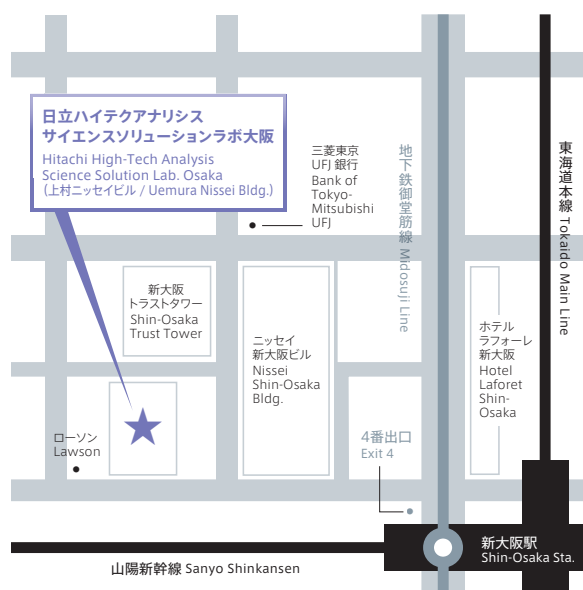 日立ハイテクアナリシス
サイエンスソリューションラボ大阪
Hitachi High-Tech Analysis
Science Solution Lab. Osaka
（上村ニッセイビル / Uemura Nissei Bldg.）
三菱東京
UFJ 銀行
Bank of
Tokyo-
Mitsubishi
UFJ
地下鉄御堂筋線 Midosuji Line
東海道本線 Tokaido Main Line
新大阪
トラストタワー
Shin-Osaka
Trust Tower
ニッセイ
新大阪ビル
Nissei
Shin-Osaka
Bldg.
ホテル
ラフォーレ
新大阪
Hotel
Laforet
Shin-
Osaka
ローソン
Lawson
4番出口
Exit 4
新大阪駅
Shin-Osaka Sta.
山陽新幹線 Sanyo Shinkansen